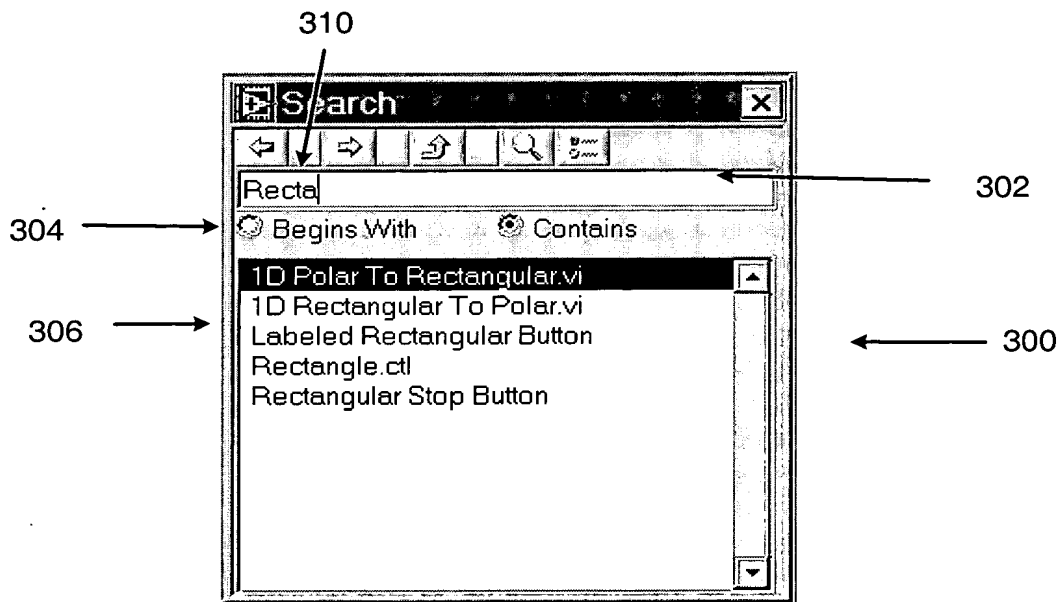 310
Search
Recta
302
304
Begins With Contains
1D Polar To Rectangular.vi
1D Rectangular To Polar.vi
306
Labeled Rectangular Button
300
Rectangle.ctl
Rectangular Stop Button